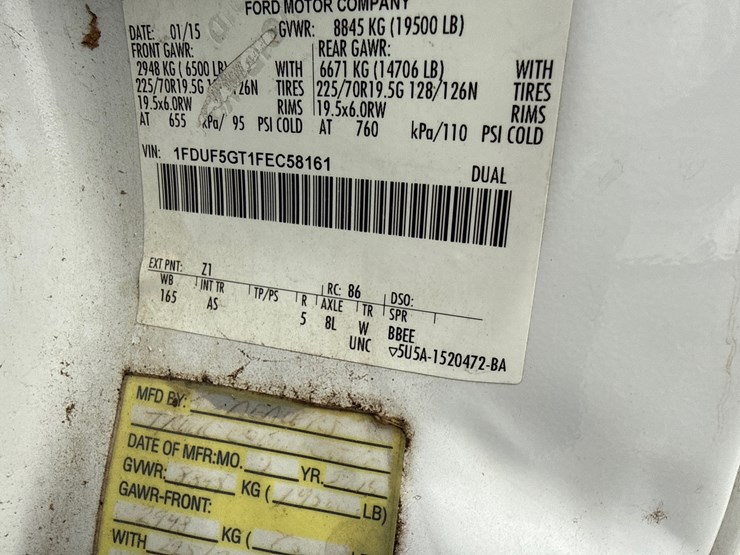 FORD MOTOR COMPANY
DATE: 01/15 GVWR: 8845 KG (19500 LB)
FRONT GAWR: REAR GAWR:
2948 KG (6500 LB) WITH 6671 KG (14706 LB) WITH
225/70R19.5G 126N TIRES 225/70R19.5G 128/126N TIRES
19.5x6.0RW RIMS 19.5x6.0RW RIMS
AT 655 kPa/ 95 PSI COLD AT 760 kPa/110 PSI COLD
VIN: 1FDUF5GT1FEC58161 DUAL
EXT PNT: Z1 RC: 86 DSO:
WB INT TR TP/PS R AXLE TR SPR
165 AS 5 8L W BBEE
UNC ▽5U5A-1520472-BA
MFD BY:
DATE OF MFR:MO. YR.
GVWR: KG ( LB)
GAWR-FRONT:
KG (
WITH